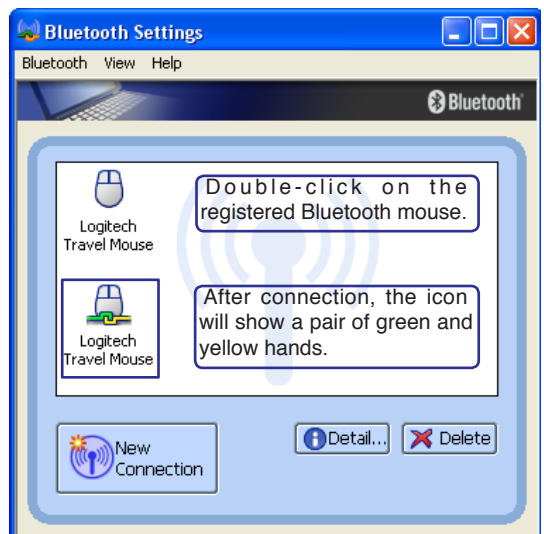 Bluetooth Settings
Bluetooth View Help
Bluetooth
Logitech
Travel Mouse
Double-click on the
registered Bluetooth mouse.
Logitech
Travel Mouse
After connection, the icon
will show a pair of green and
yellow hands.
New
Connection
Detail...
Delete